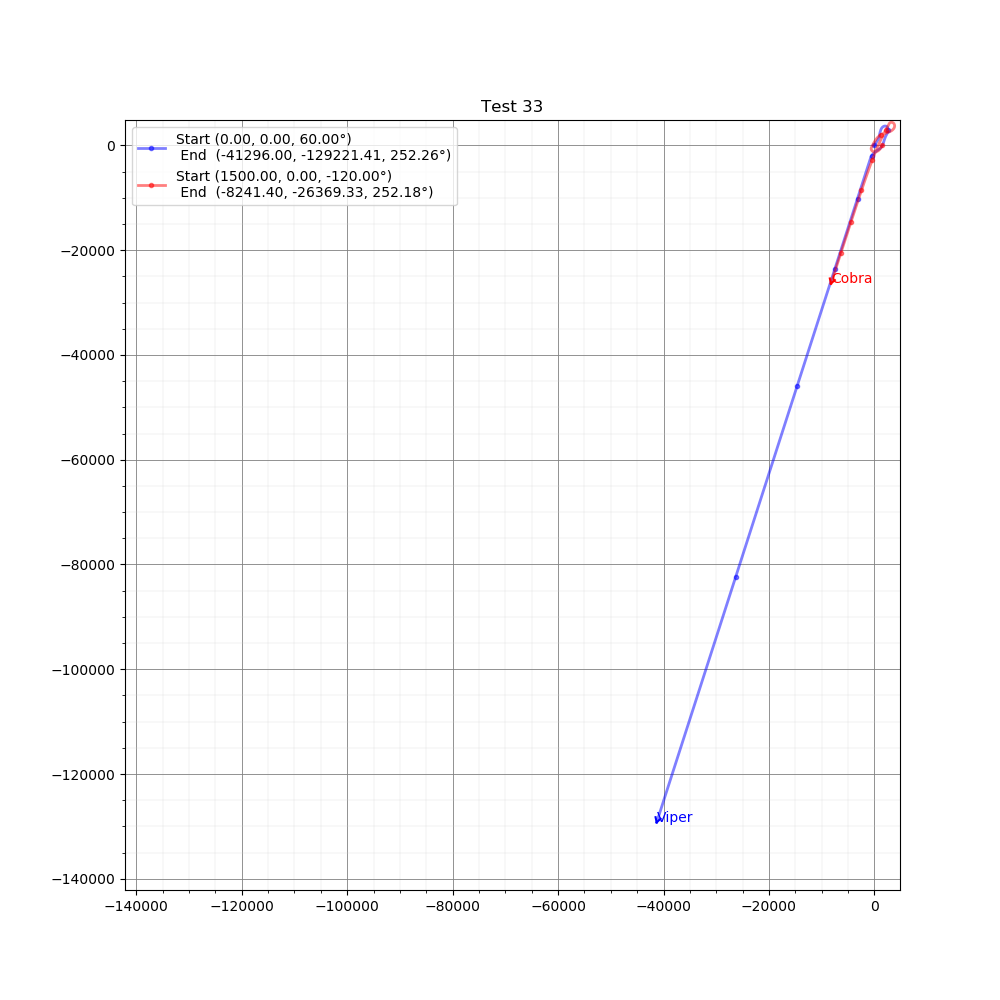 Test 33
Start (0.00, 0.00, 60.00°)
End (-41296.00, -129221.41, 252.26°)
Start (1500.00, 0.00, -120.00°)
End (-8241.40, -26369.33, 252.18°)
0
−20000
−40000
−60000
−80000
−100000
−120000
−140000
Cobra
Viper
−140000 −120000 −100000 −80000 −60000 −40000 −20000 0